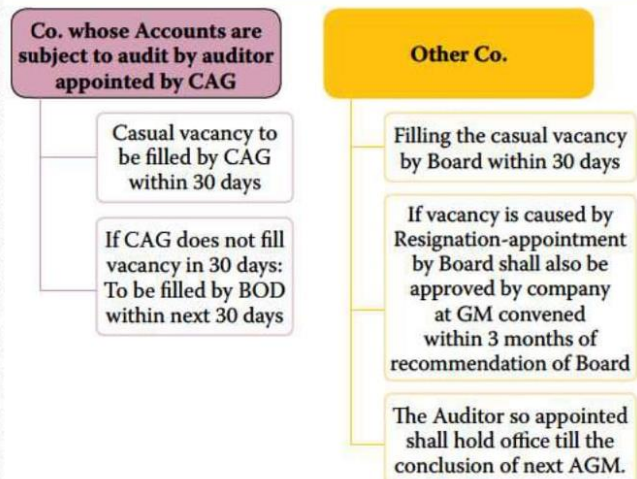 Co. whose Accounts are
subject to audit by auditor
appointed by CAG
Casual vacancy to
be filled by CAG
within 30 days
If CAG does not fill
vacancy in 30 days:
To be filled by BOD
within next 30 days
Other Co.
Filling the casual vacancy
by Board within 30 days
If vacancy is caused by
Resignation-appointment
by Board shall also be
approved by company
at GM convened
within 3 months of
recommendation of Board
The Auditor so appointed
shall hold office till the
conclusion of next AGM.